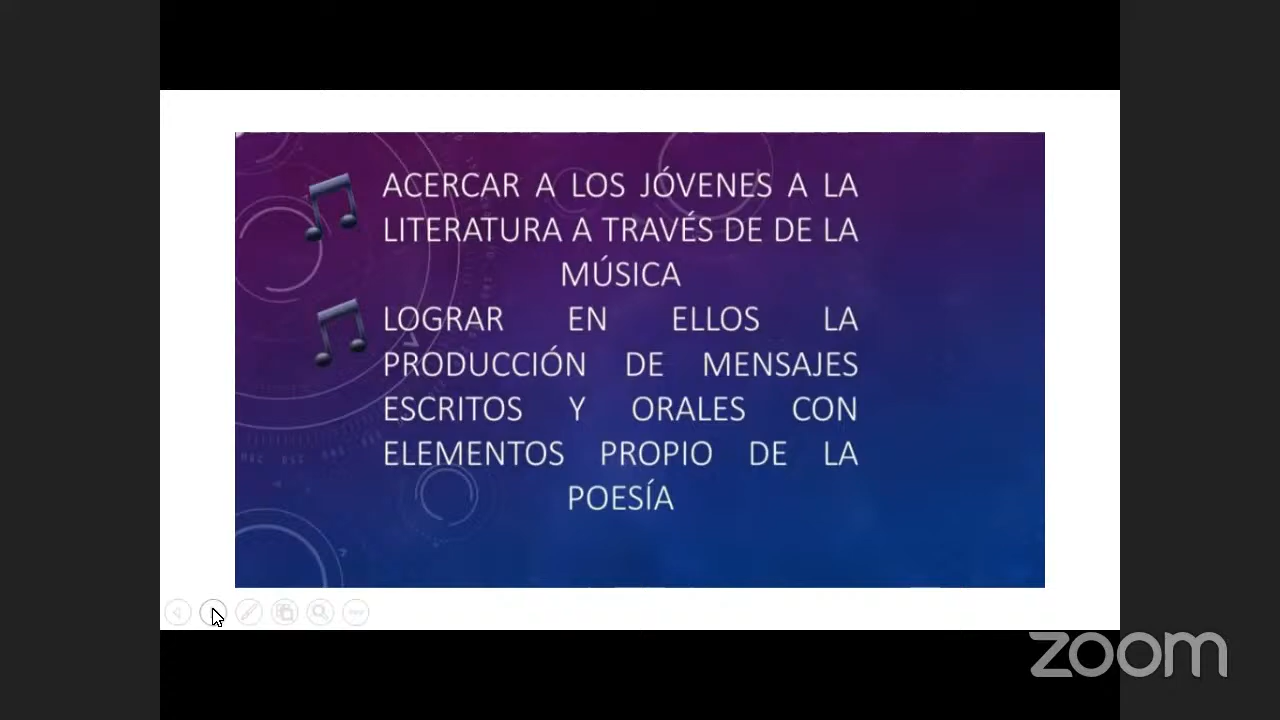 ACERCAR A LOS JÓVENES A LA
LITERATURA A TRAVÉS DE DE LA
MÚSICA
LOGRAR EN ELLOS LA
PRODUCCIÓN DE MENSAJES
ESCRITOS Y ORALES CON
ELEMENTOS PROPIO DE LA
POESÍA
zoom